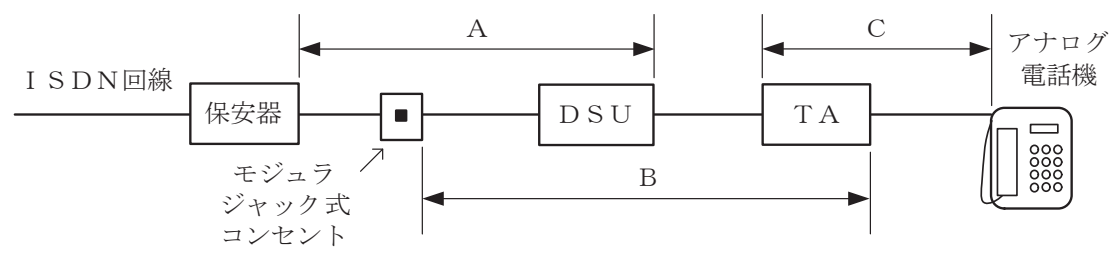 A
C
アナログ
電話機
ＩＳＤＮ回線
保安器
ＤＳＵ
ＴＡ
モジュラ
ジャック式
コンセント
B